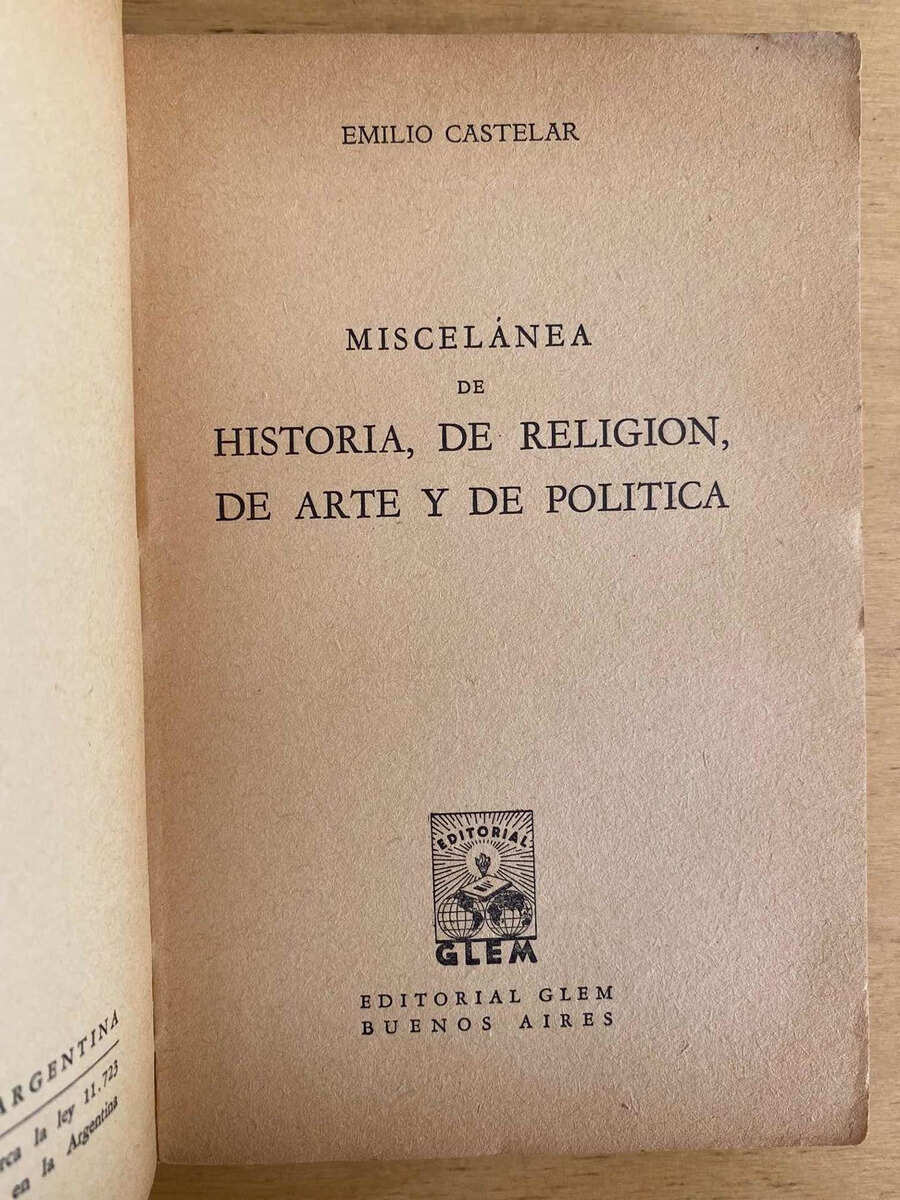 ARGENTINA
la ley 11.723
en la Argentina
EMILIO CASTELAR
MISCELÁNEA
DE
HISTORIA, DE RELIGION,
DE ARTE Y DE POLITICA
EDITORIAL
GLEM
EDITORIAL GLEM
BUENOS AIRES